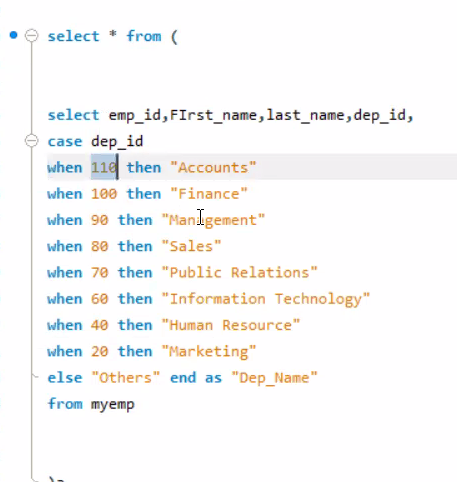 select * from (
select emp_id,FIrst_name,last_name,dep_id,
case dep_id
when 110 then "Accounts"
when 100 then "Finance"
when 90 then "Management"
when 80 then "Sales"
when 70 then "Public Relations"
when 60 then "Information Technology"
when 40 then "Human Resource"
when 20 then "Marketing"
else "Others" end as "Dep_Name"
from myemp